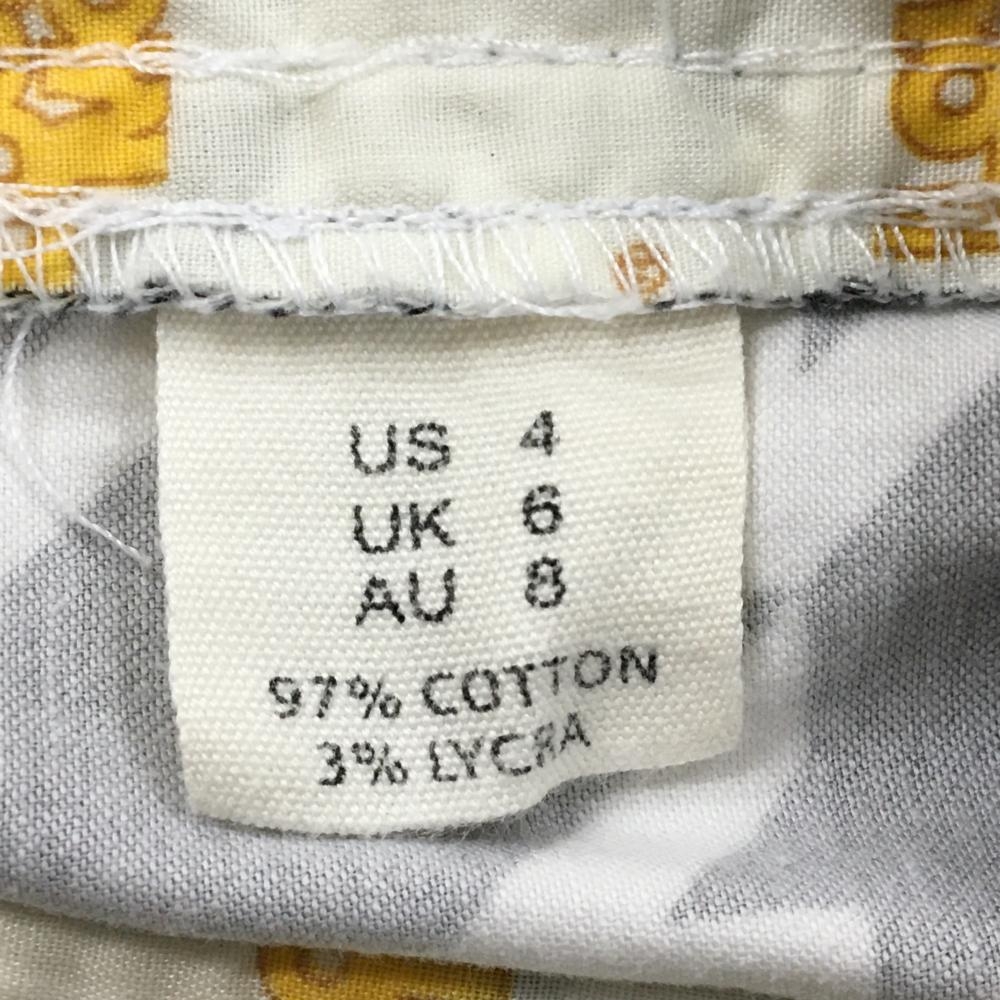 US 4
UK 6
AU 8
97% COTTON
3% LYCRA